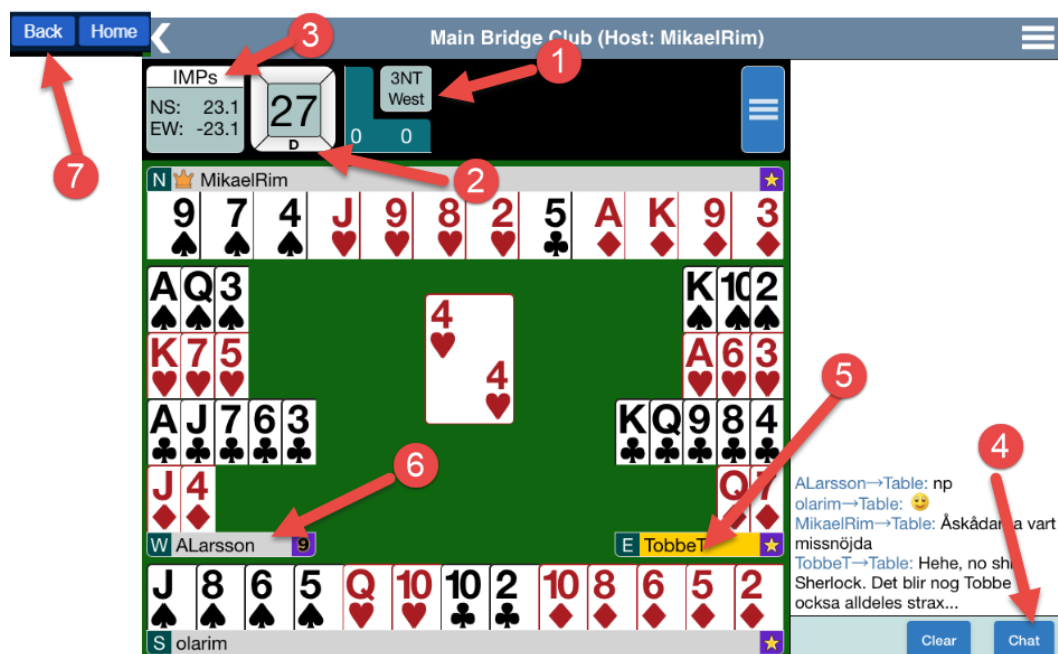 Back Home
Main Bridge Club (Host: MikaelRim)
3
1
IMPs
NS: 23.1
EW: -23.1
27
D
3NT
West
0 0
7
2
N MikaelRim
9 7 4 J 9 8 2 5 A K 9 3
A Q 3
K 10 2
4
4
K 7 5
A 6 3
5
A J 7 6 3
K Q 9 8 4
6
4
J 4
Q 7
W ALarsson 9
E TobbeT
ALarsson→Table: np
olarim→Table:
MikaelRim→Table: vart
missnöjda
TobbeT→Table: Hehe, no
Sherlock. Det blir nog Tobbe
ocksa alldeles strax...
J 8 6 5 Q 10 10 2 10 8 6 5 2
S olarim
Clear Chat